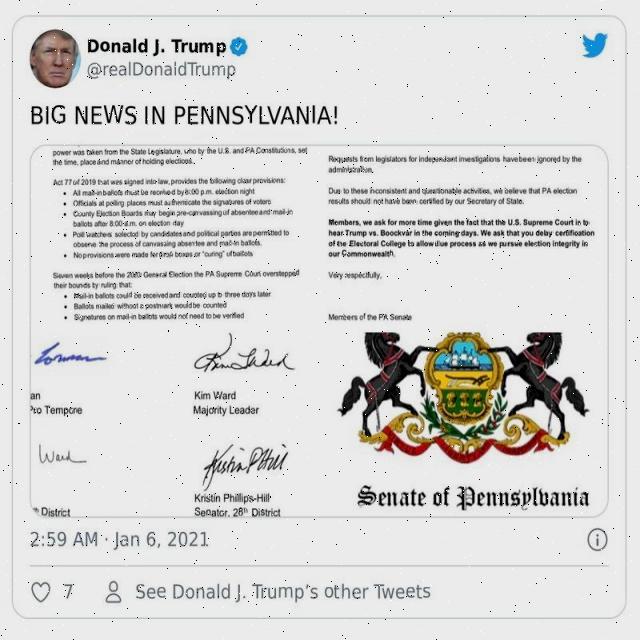 Donald J. Trump
@realDonaldTrump
BIG NEWS IN PENNSYLVANIA!
power was taken from the State Legislature, who by the U.S. and PA Constitutions, set
the time, place and manner of holding elections.
Act 77 of 2019 that was signed into law, provides the following clear provisions:
• All mail-in ballots must be received by 8:00 p.m. election night
• Officials at polling places must authenticate the signatures of voters
• County Election Boards may begin pre-canvassing of absentee and mail-in
ballots after 8:00 a.m. on election day
• Poll watchers selected by candidates and political parties are permitted to
observe the process of canvassing absentee and mail-in ballots.
• No provisions were made for drop boxes or "curing" of ballots
Seven weeks before the 2020 General Election the PA Supreme Court overstepped
their bounds by ruling that:
• Mail-in ballots could be received and counted up to three days later
• Ballots mailed without a postmark would be counted
• Signatures on mail-in ballots would not need to be verified
an
Pro Tempore
Kim Ward
Kim Ward
Majority Leader
Ward
h District
Kristin P Hill
Kristin Phillips-Hill
Senator, 28th District
Requests from legislators for independent investigations have been ignored by the
administration.
Due to these inconsistent and questionable activities, we believe that PA election
results should not have been certified by our Secretary of State.
Members, we ask for more time given the fact that the U.S. Supreme Court in to
hear Trump vs. Boockvar in the coming days. We ask that you delay certification
of the Electoral College to allow due process as we pursue election integrity in
our Commonwealth.
Very respectfully,
Members of the PA Senate
Senate of Pennsylvania
2:59 AM · Jan 6, 2021
7
See Donald J. Trump's other Tweets